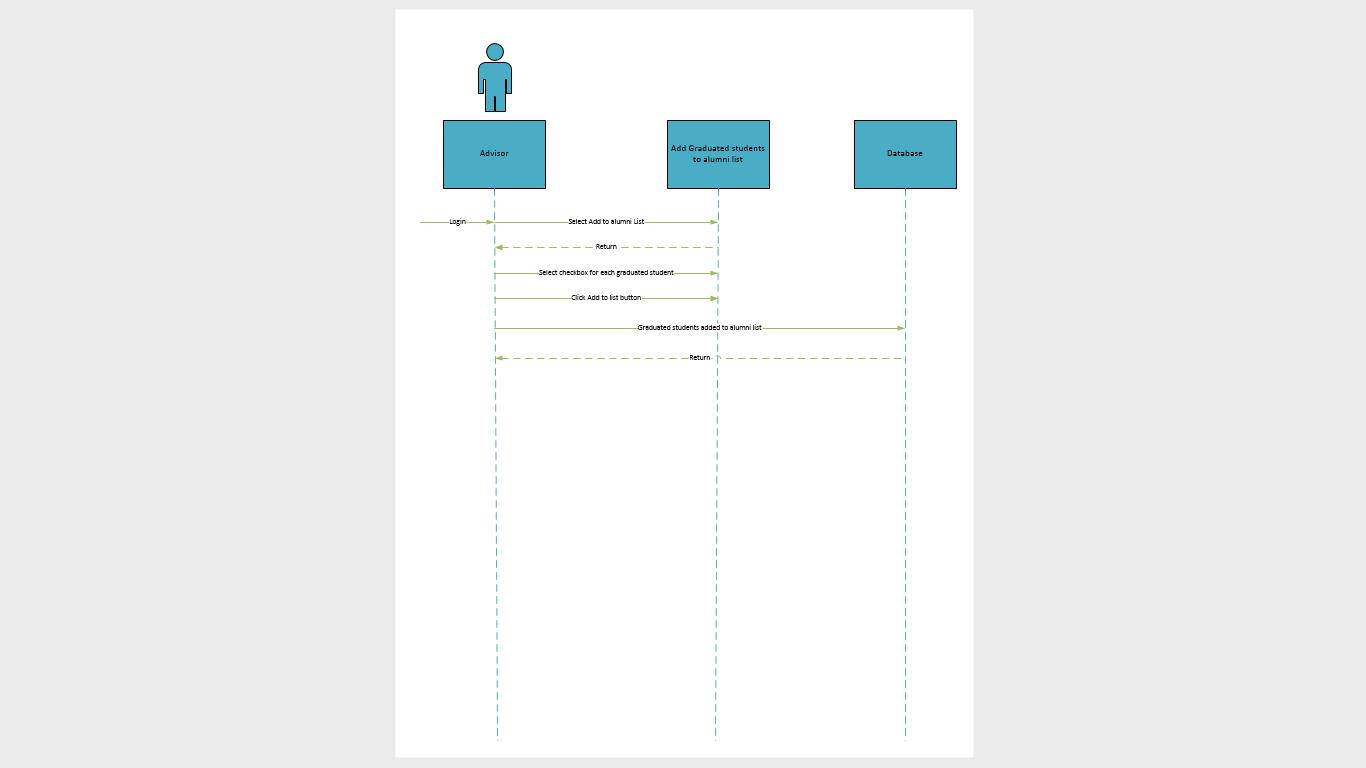 Advisor
Add Graduated students
to alumni list
Database
Login
Select Add to alumni List
Return
Select checkbox for each graduated student
Click Add to list button
Graduated students added to alumni list
Return